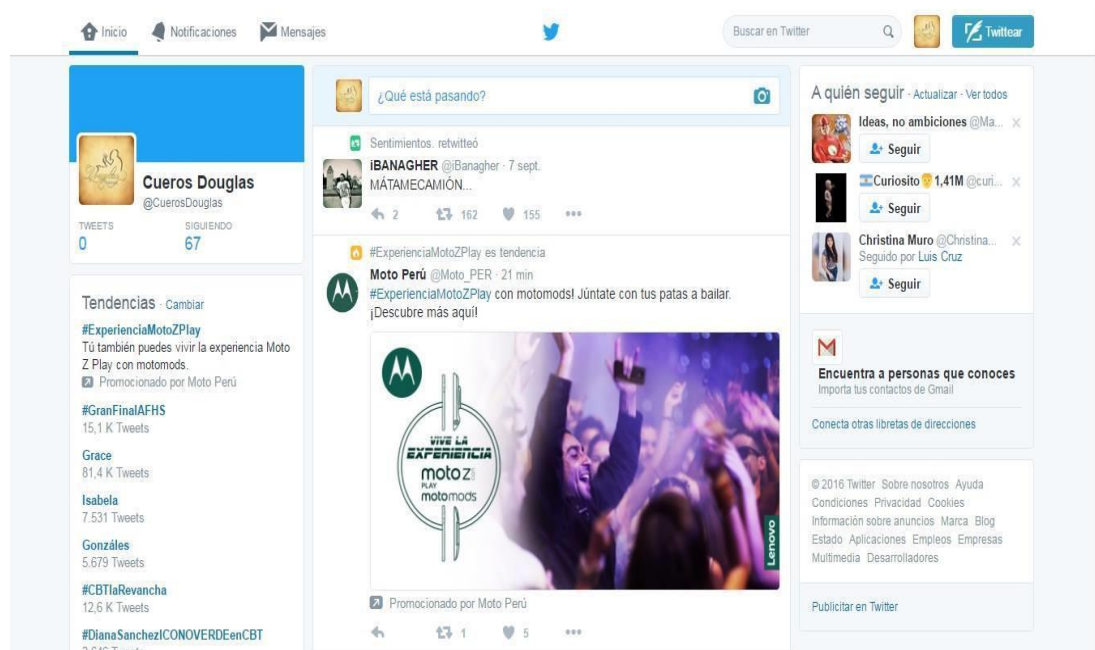 Inicio Notificaciones Mensajes Buscar en Twitter Twittear
Cueros Douglas
@CuerosDouglas
TWEETS SIGUIENDO
0 67
Tendencias · Cambiar
#ExperienciaMotoZPlay
Tú también puedes vivir la experiencia Moto
Z Play con motomods.
Promocionado por Moto Perú
#GranFinalAFHS
15,1 K Tweets
Grace
81,4 K Tweets
Isabela
7.531 Tweets
Gonzáles
5.679 Tweets
#CBTlaRevancha
12,6 K Tweets
#DianaSanchezICONOVERDEenCBT
¿Qué está pasando?
Sentimientos. retwitteó
iBANAGHER @iBanagher · 7 sept.
MÁTAMECAMIÓN...
2 162 155
#ExperienciaMotoZPlay es tendencia
Moto Perú @Moto_PER · 21 min
#ExperienciaMotoZPlay con motomods! Júntate con tus patas a bailar.
¡Descubre más aquí!
VIVE LA
EXPERIENCIA
moto z
PLAY
motomods
Lenovo
Promocionado por Moto Perú
1 5
A quién seguir · Actualizar · Ver todos
Ideas, no ambiciones @Ma...
Seguir
Curiosito 1,41M @curi...
Seguir
Christina Muro @Christina...
Seguido por Luis Cruz
Seguir
Encuentra a personas que conoces
Importa tus contactos de Gmail
Conecta otras libretas de direcciones
© 2016 Twitter Sobre nosotros Ayuda
Condiciones Privacidad Cookies
Información sobre anuncios Marca Blog
Estado Aplicaciones Empleos Empresas
Multimedia Desarrolladores
Publicitar en Twitter